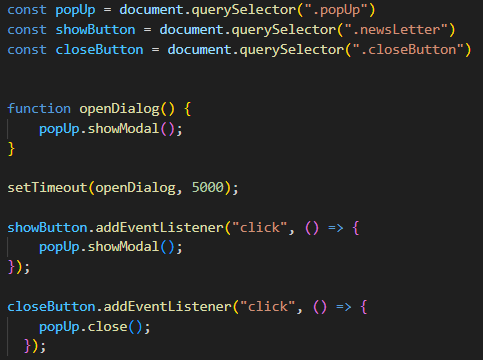 const popUp = document.querySelector(".popUp")
const showButton = document.querySelector(".newsLetter")
const closeButton = document.querySelector(".closeButton")
function openDialog() {
    popUp.showModal();
}
setTimeout(openDialog, 5000);
showButton.addEventListener("click", () => {
    popUp.showModal();
});
closeButton.addEventListener("click", () => {
    popUp.close();
  });